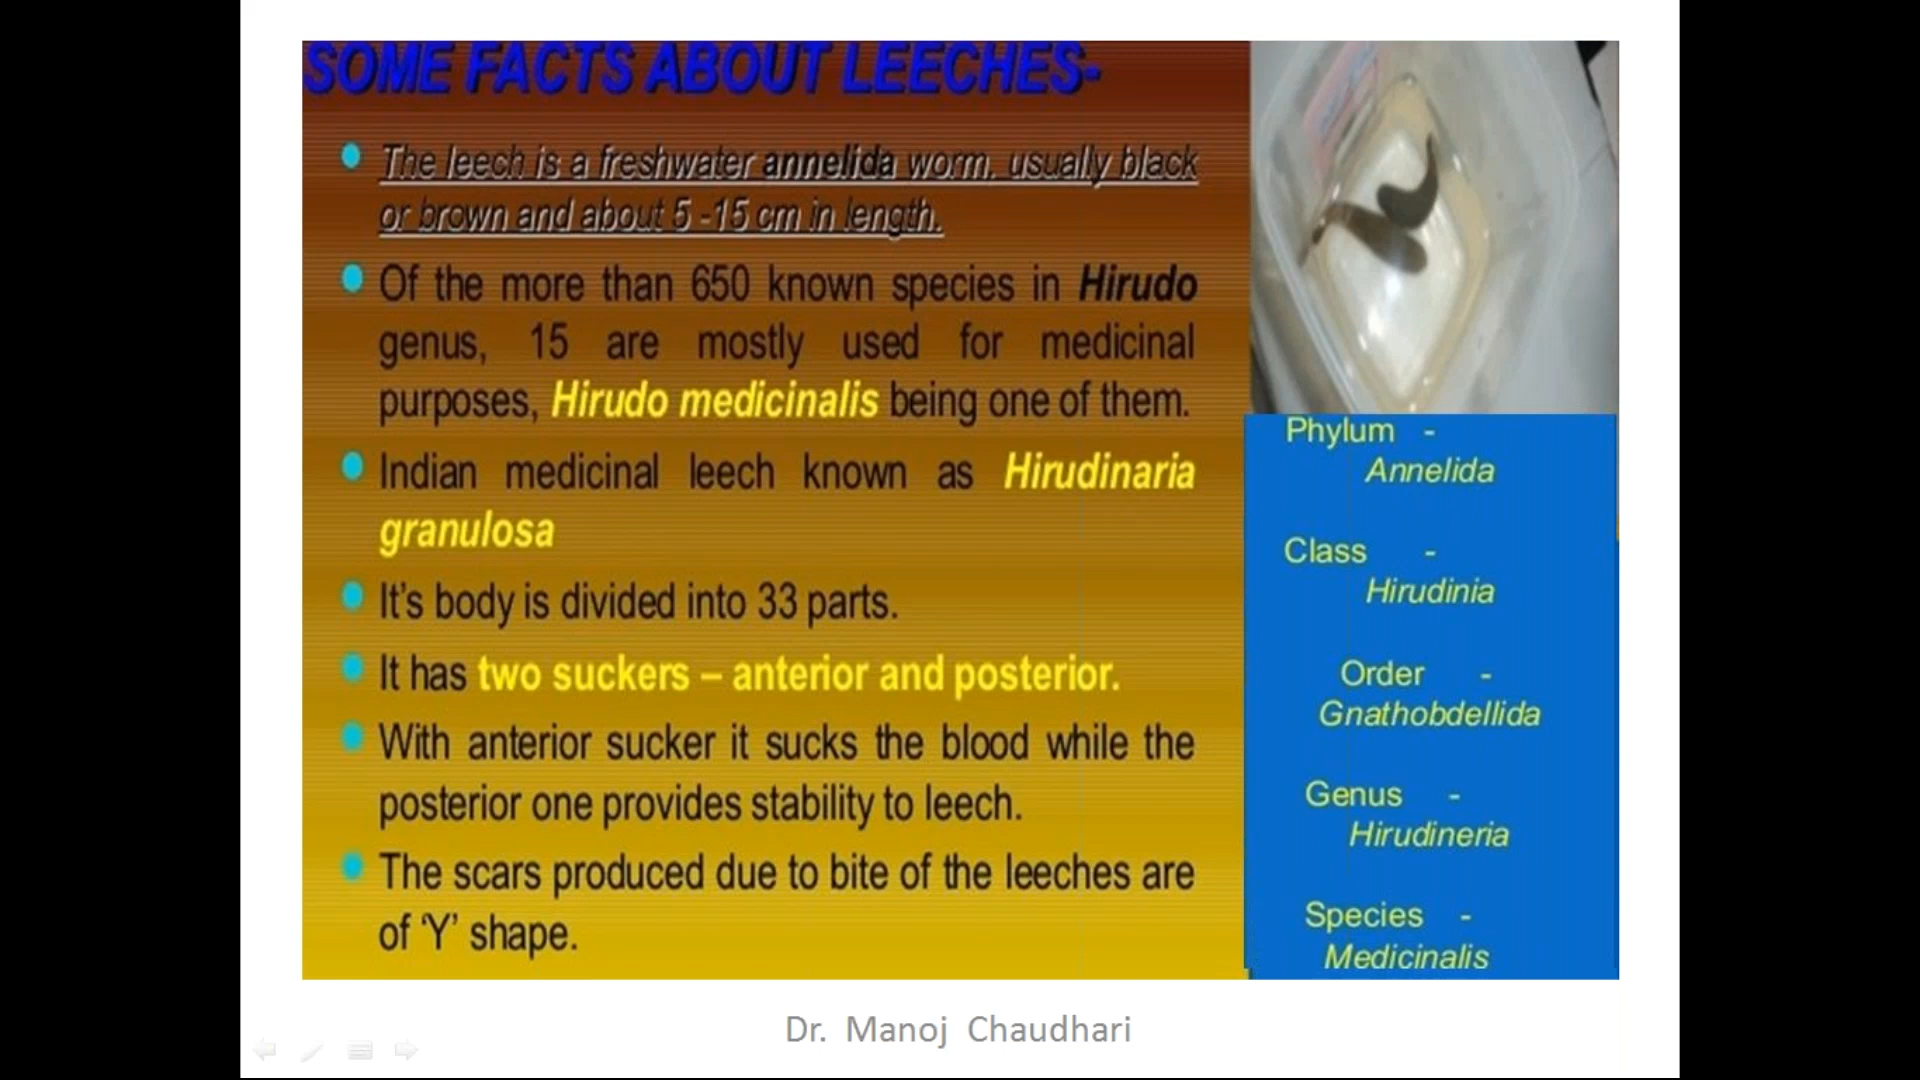 SOME FACTS ABOUT LEECHES-
The leech is a freshwater annelida worm. usually black
or brown and about 5 -15 cm in length.
Of the more than 650 known species in Hirudo
genus, 15 are mostly used for medicinal
purposes, Hirudo medicinalis being one of them.
Indian medicinal leech known as Hirudinaria
granulosa
It's body is divided into 33 parts.
It has two suckers – anterior and posterior.
With anterior sucker it sucks the blood while the
posterior one provides stability to leech.
The scars produced due to bite of the leeches are
of ‘Y’ shape.
Phylum -
Annelida
Class -
Hirudinia
Order -
Gnathobdellida
Genus -
Hirudineria
Species -
Medicinalis
Dr. Manoj Chaudhari